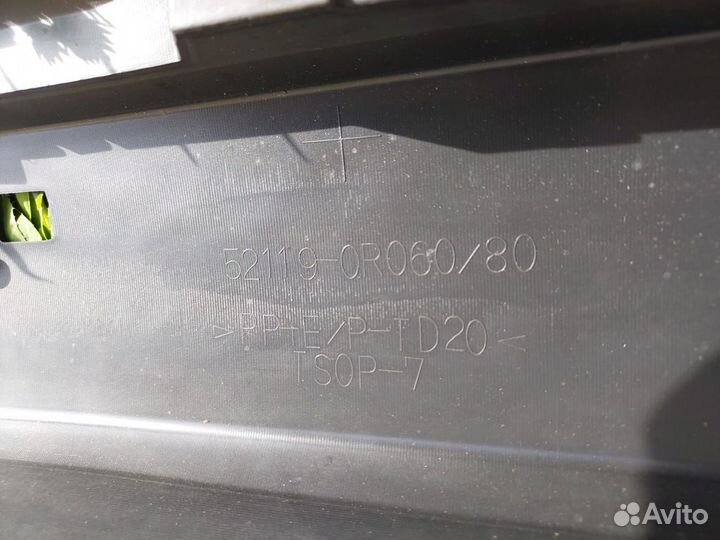 52119-0R060/80
>PP+E/P-TD20<
TSOP-7
Avito